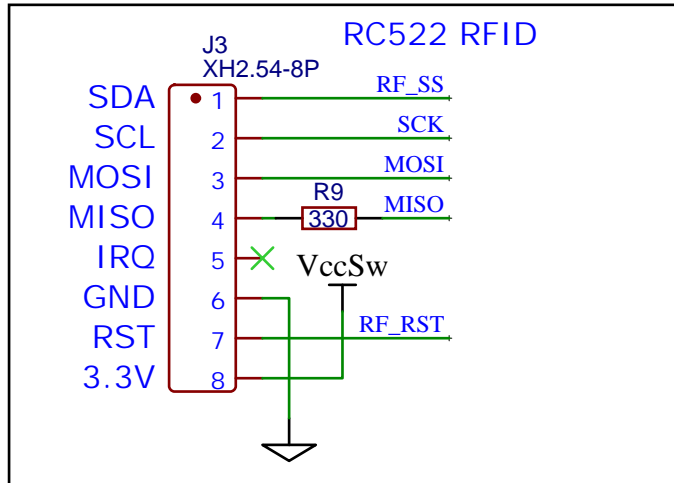 RC522 RFID
J3
XH2.54-8P
SDA 1 RF_SS
SCL 2 SCK
MOSI 3 MOSI
R9
MISO 4 330 MISO
IRQ 5
VccSw
GND 6
RST 7 RF_RST
3.3V 8